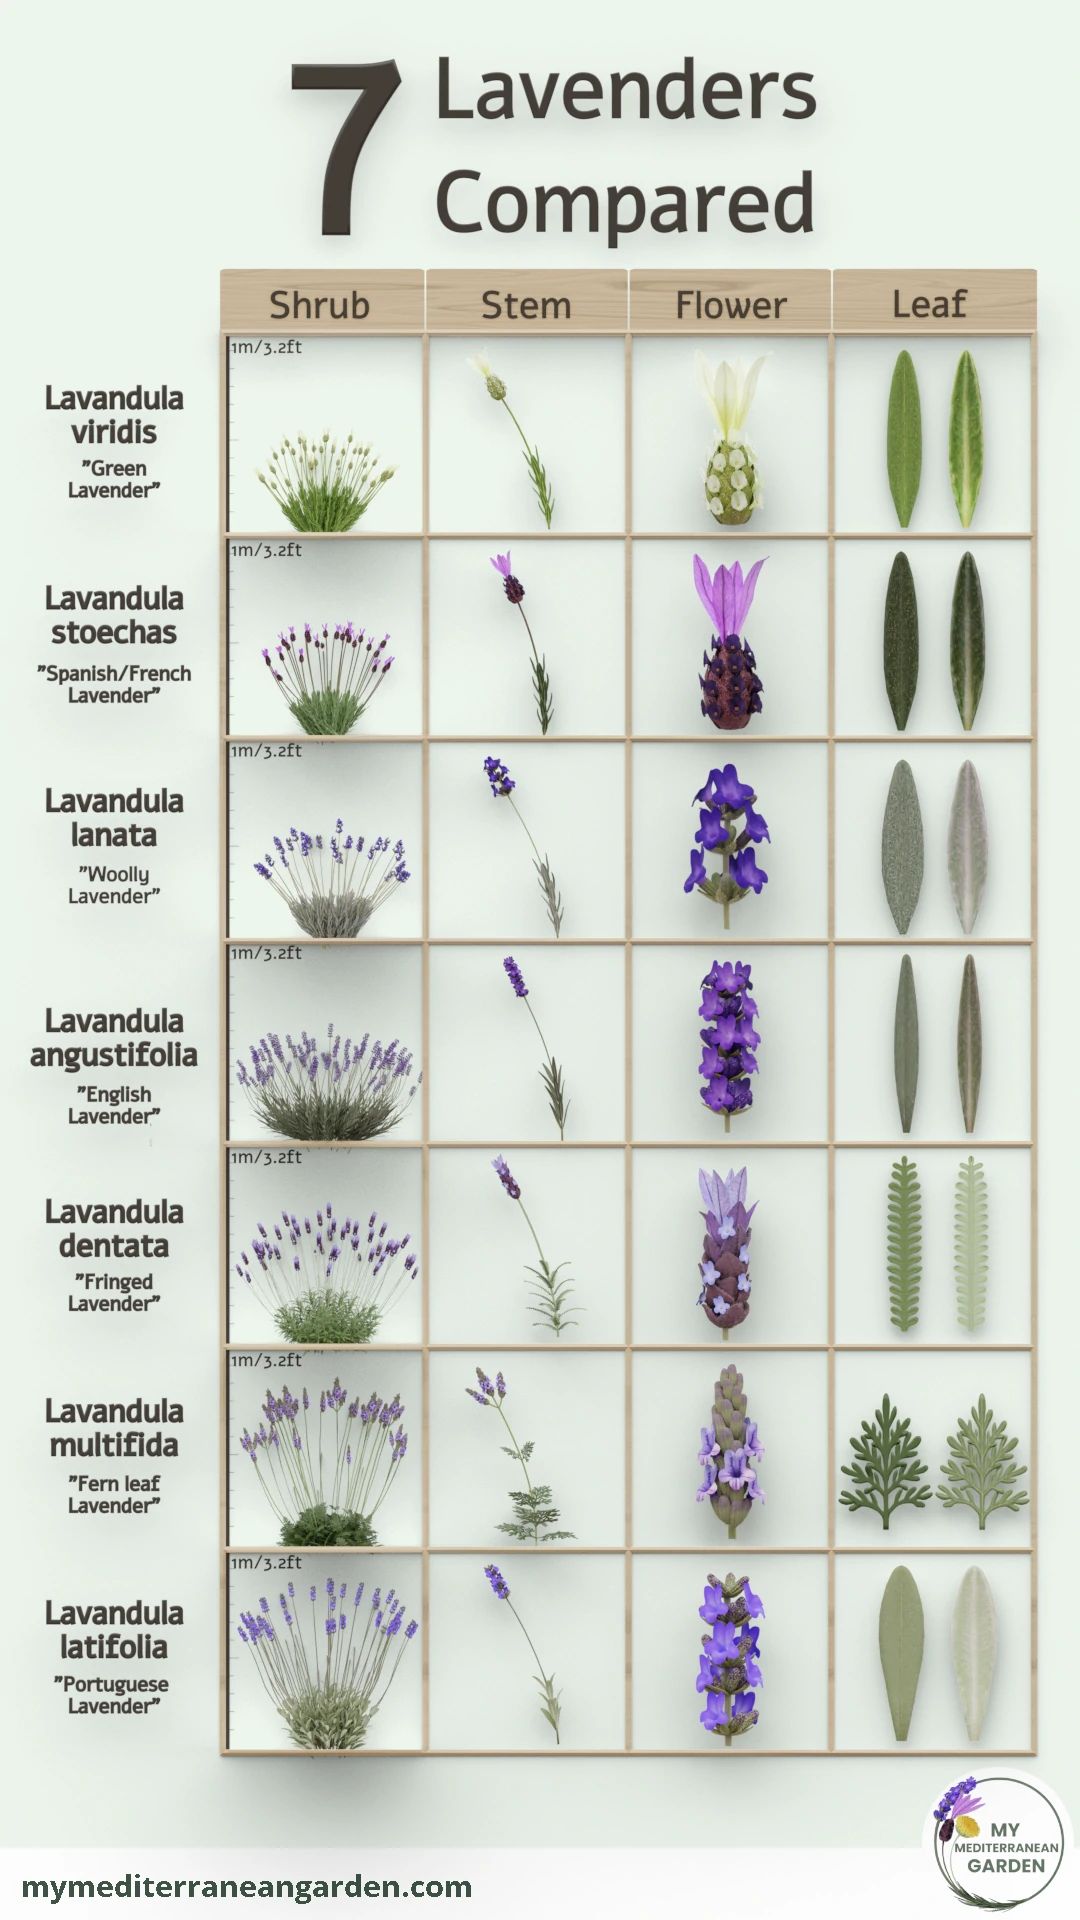 7 Lavenders
Compared
Shrub Stem Flower Leaf
1m/3.2ft
Lavandula
viridis
"Green
Lavender"
1m/3.2ft
Lavandula
stoechas
"Spanish/French
Lavender"
1m/3.2ft
Lavandula
lanata
"Woolly
Lavender"
1m/3.2ft
Lavandula
angustifolia
"English
Lavender"
1m/3.2ft
Lavandula
dentata
"Fringed
Lavender"
1m/3.2ft
Lavandula
multifida
"Fern leaf
Lavender"
1m/3.2ft
Lavandula
latifolia
"Portuguese
Lavender"
MY
MEDITERRANEAN
GARDEN
mymediterraneangarden.com